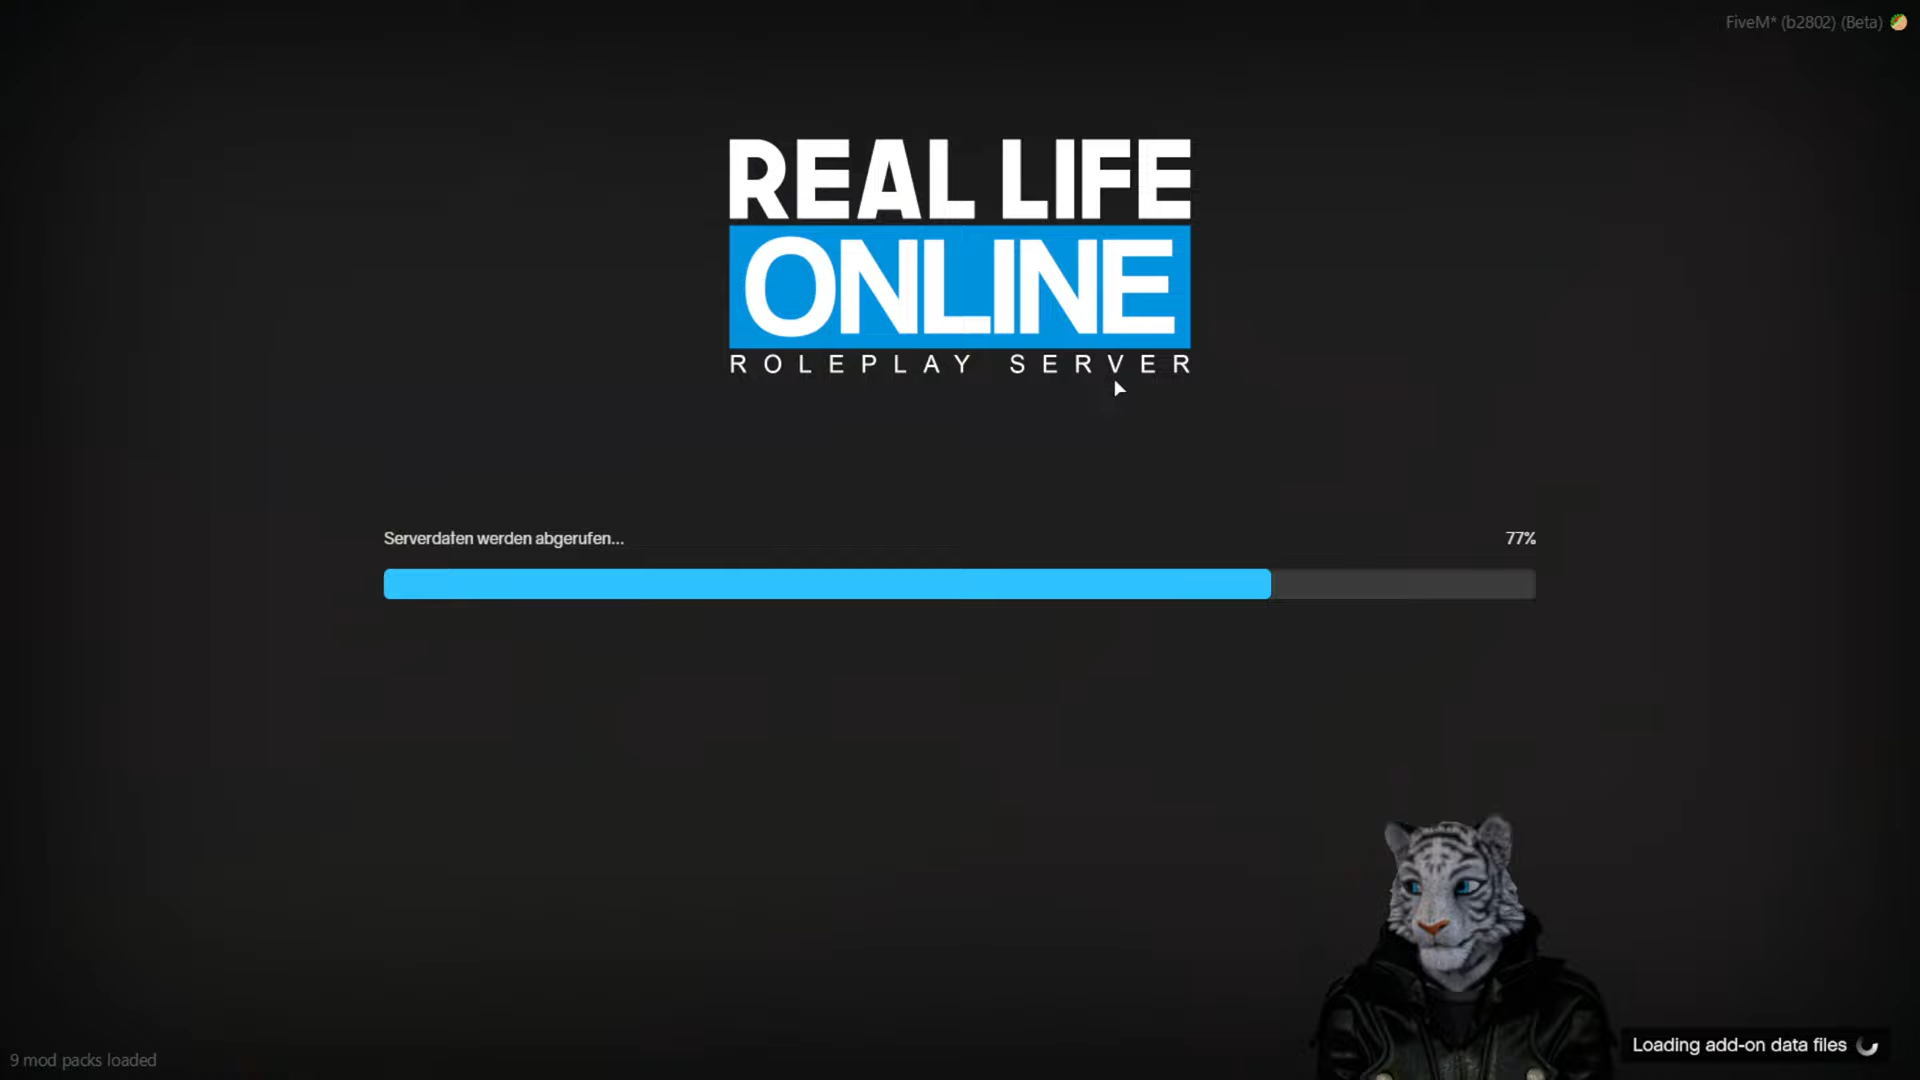 FiveM* (b2802) (Beta)
REAL LIFE
ONLINE
ROLEPLAY SERVER
Serverdaten werden abgerufen...
77%
Loading add-on data files
9 mod packs loaded